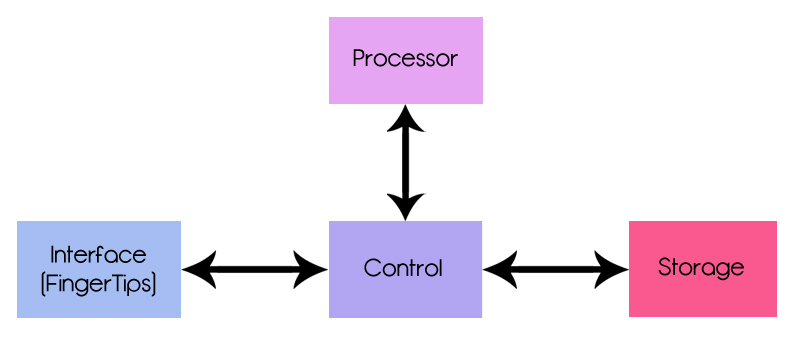 Processor
Interface
(FingerTips)
Control
Storage